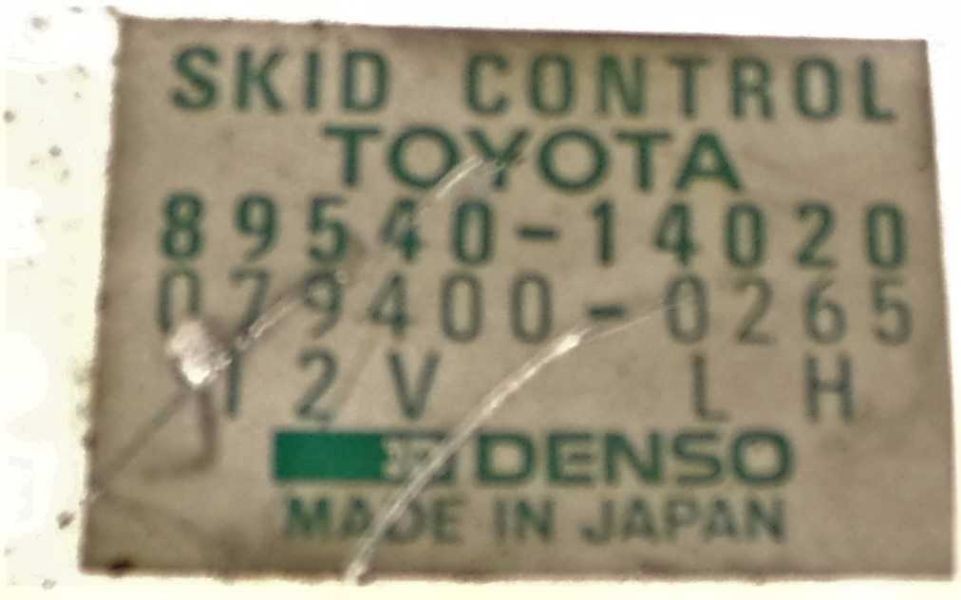 SKID CONTROL
TOYOTA
89540-14020
079400-0265
12V LH
DENSO
MADE IN JAPAN